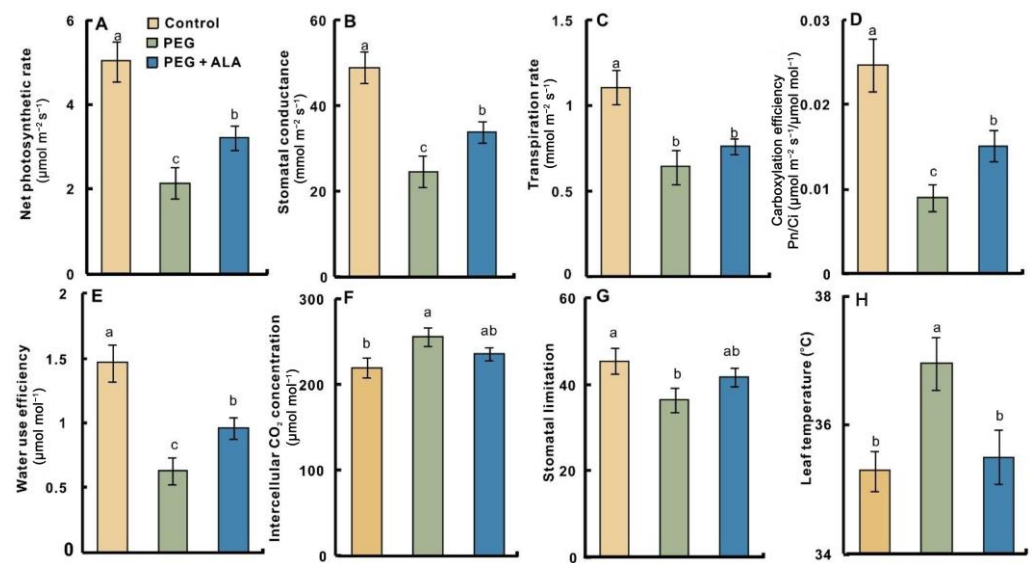 A
Control
PEG
PEG + ALA
Net photosynthetic rate
(μmol m⁻² s⁻¹)
6
4
2
0
a
c
b
B
Stomatal conductance
(mmol m⁻² s⁻¹)
60
40
20
0
a
c
b
C
Transpiration rate
(mmol m⁻² s⁻¹)
1.5
1
0.5
0
a
b
b
D
Carboxylation efficiency
Pn/Ci (μmol m⁻² s⁻¹/μmol mol⁻¹)
0.03
0.02
0.01
0
a
c
b
E
Water use efficiency
(μmol mol⁻¹)
2
1.5
1
0.5
0
a
c
b
F
Intercellular CO₂ concentration
(μmol mol⁻¹)
300
200
100
0
b
a
ab
G
Stomatal limitation
60
40
20
0
a
b
ab
H
Leaf temperature (°C)
38
36
34
b
a
b